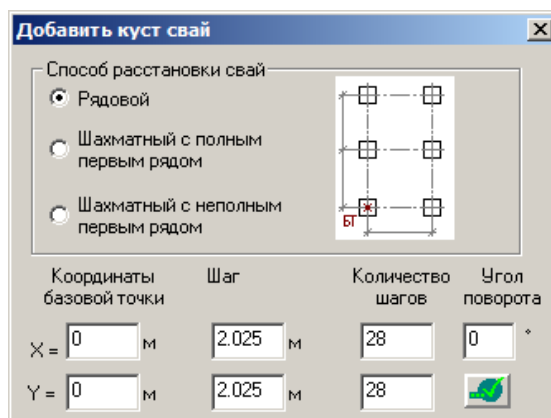 Добавить куст свай
Способ расстановки свай
Рядовой
Шахматный с полным
первым рядом
Шахматный с неполным
первым рядом
БТ
Координаты
базовой точки
Шаг
Количество
шагов
Угол
поворота
X = 0 м 2.025 м 28 0 °
Y = 0 м 2.025 м 28